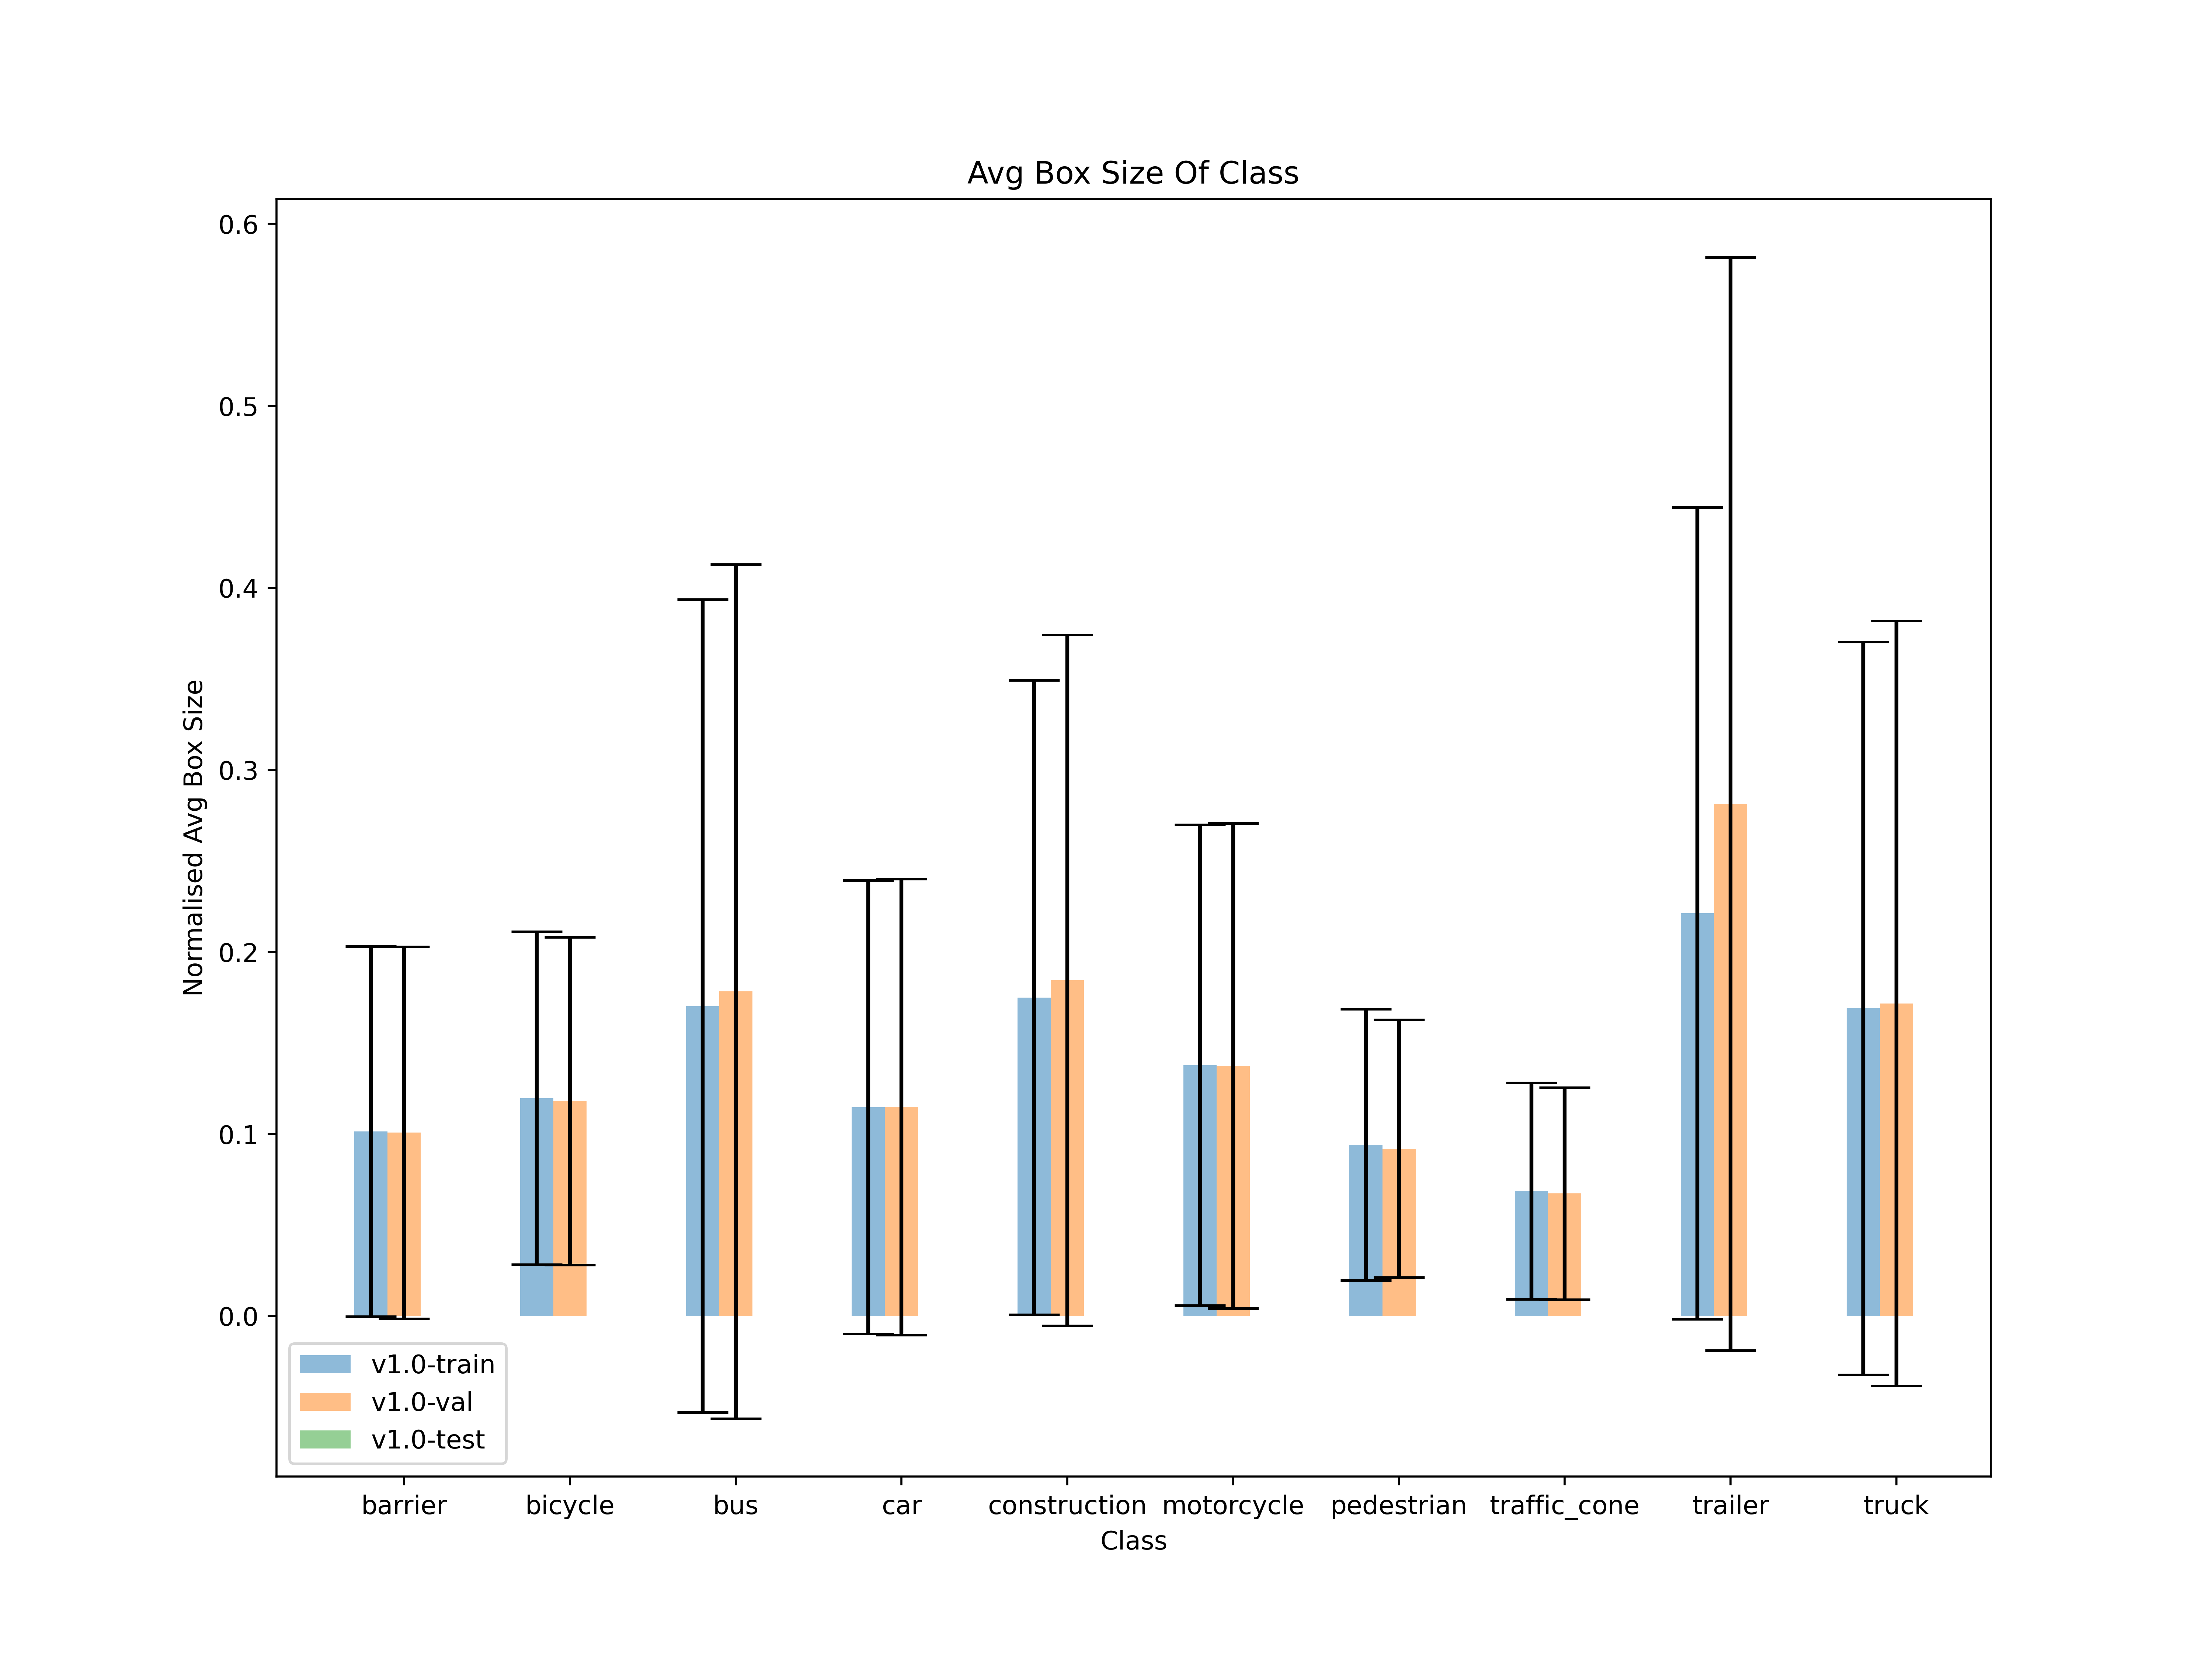 Avg Box Size Of Class
0.6
0.5
0.4
0.3
0.2
0.1
0.0
Normalised Avg Box Size
v1.0-train
v1.0-val
v1.0-test
barrier bicycle bus car construction motorcycle pedestrian traffic_cone trailer truck
Class